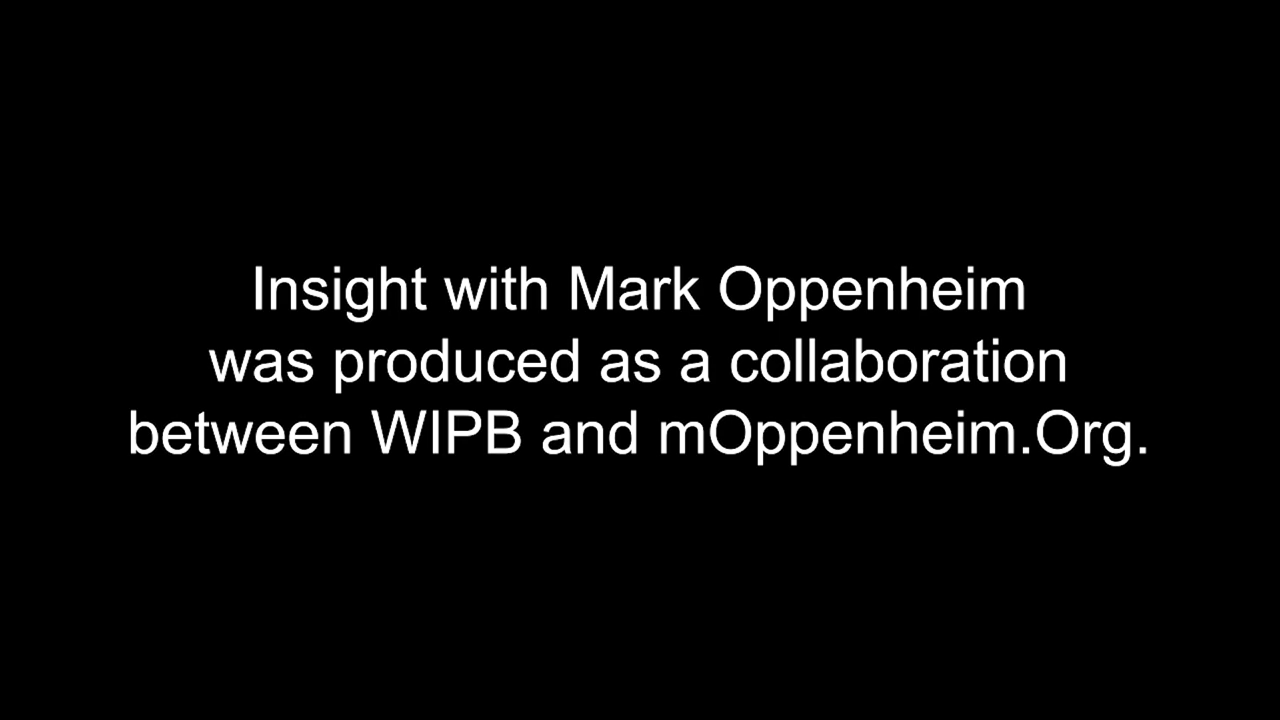 Insight with Mark Oppenheim
was produced as a collaboration
between WIPB and mOppenheim.Org.